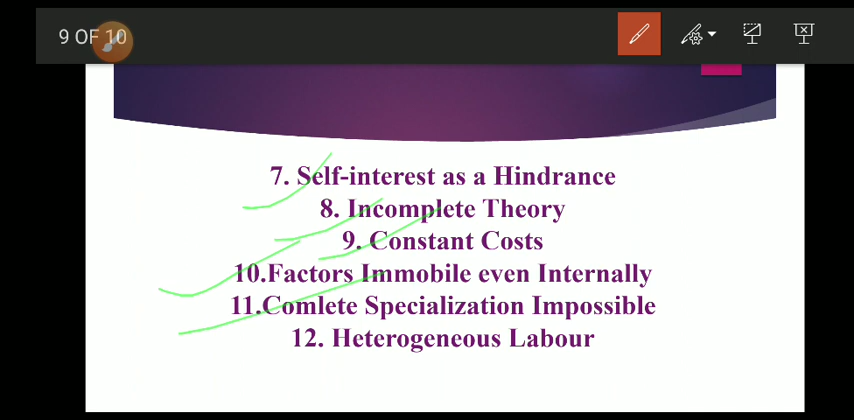 9 OF 10
7. Self-interest as a Hindrance
8. Incomplete Theory
9. Constant Costs
10.Factors Immobile even Internally
11.Comlete Specialization Impossible
12. Heterogeneous Labour